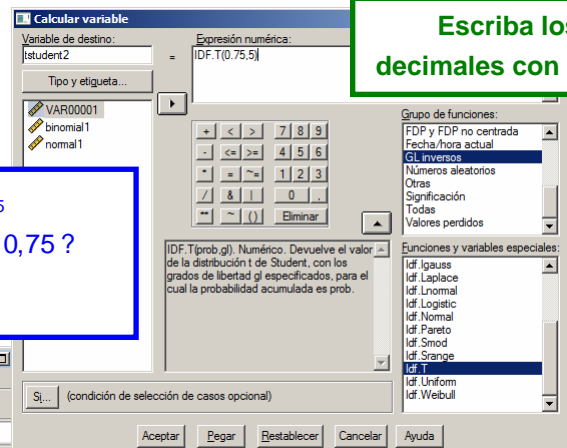 Calcular variable
Escriba los
decimales con
Variable de destino:
Expresión numérica:
tstudent2
=
IDF.T(0.75,5)
Tipo y etiqueta...
VAR00001
binomial1
normal1
5
0,75 ?
+ < > 7 8 9
- <= >= 4 5 6
* = ~= 1 2 3
/ & | 0 .
** ~ () Eliminar
Grupo de funciones:
FDP y FDP no centrada
Fecha/hora actual
GL inversos
Números aleatorios
Otras
Significación
Todas
Valores perdidos
IDF.T(prob,gl). Numérico. Devuelve el valor
de la distribución t de Student, con los
grados de libertad gl especificados, para el
cual la probabilidad acumulada es prob.
Funciones y variables especiales:
Idf.Igauss
Idf.Laplace
Idf.Lnormal
Idf.Logistic
Idf.Normal
Idf.Pareto
Idf.Smod
Idf.Srange
Idf.T
Idf.Uniform
Idf.Weibull
Si... (condición de selección de casos opcional)
Aceptar Pegar Restablecer Cancelar Ayuda